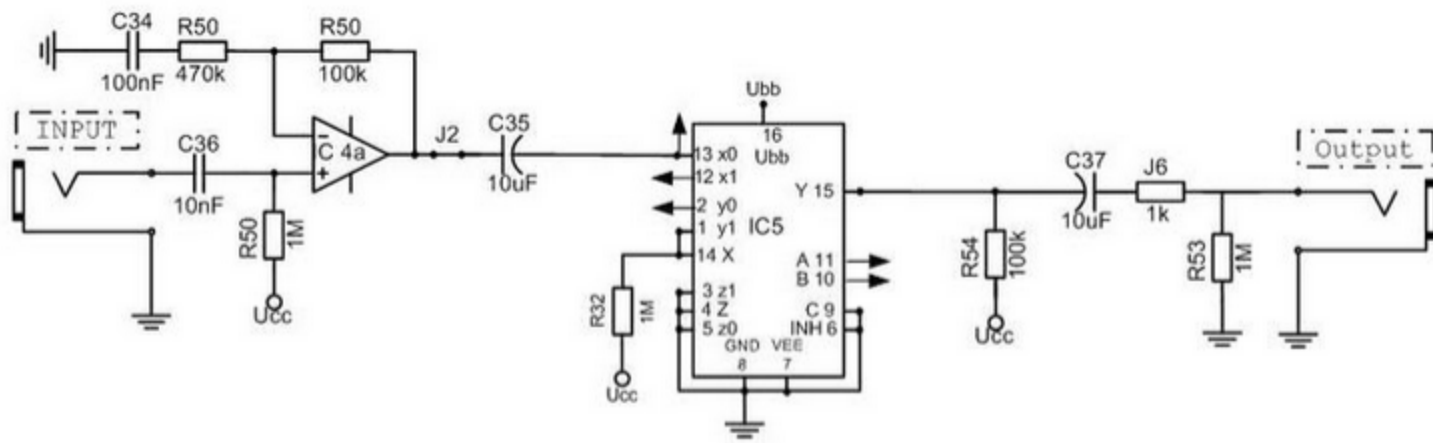 C34 R50 R50
100nF 470k 100k
INPUT
C36
10nF
R50 1M
Ucc
C 4a
J2
C35
10uF
Ubb
16
Ubb
13 x0
12 x1
2 y0
1 y1
14 X
3 z1
4 Z
5 z0
IC5
Y 15
A 11
B 10
C 9
INH 6
GND VEE
8 7
R32 1M
Ucc
R54 100k
Ucc
C37
10uF
J6
1k
R53 1M
Output